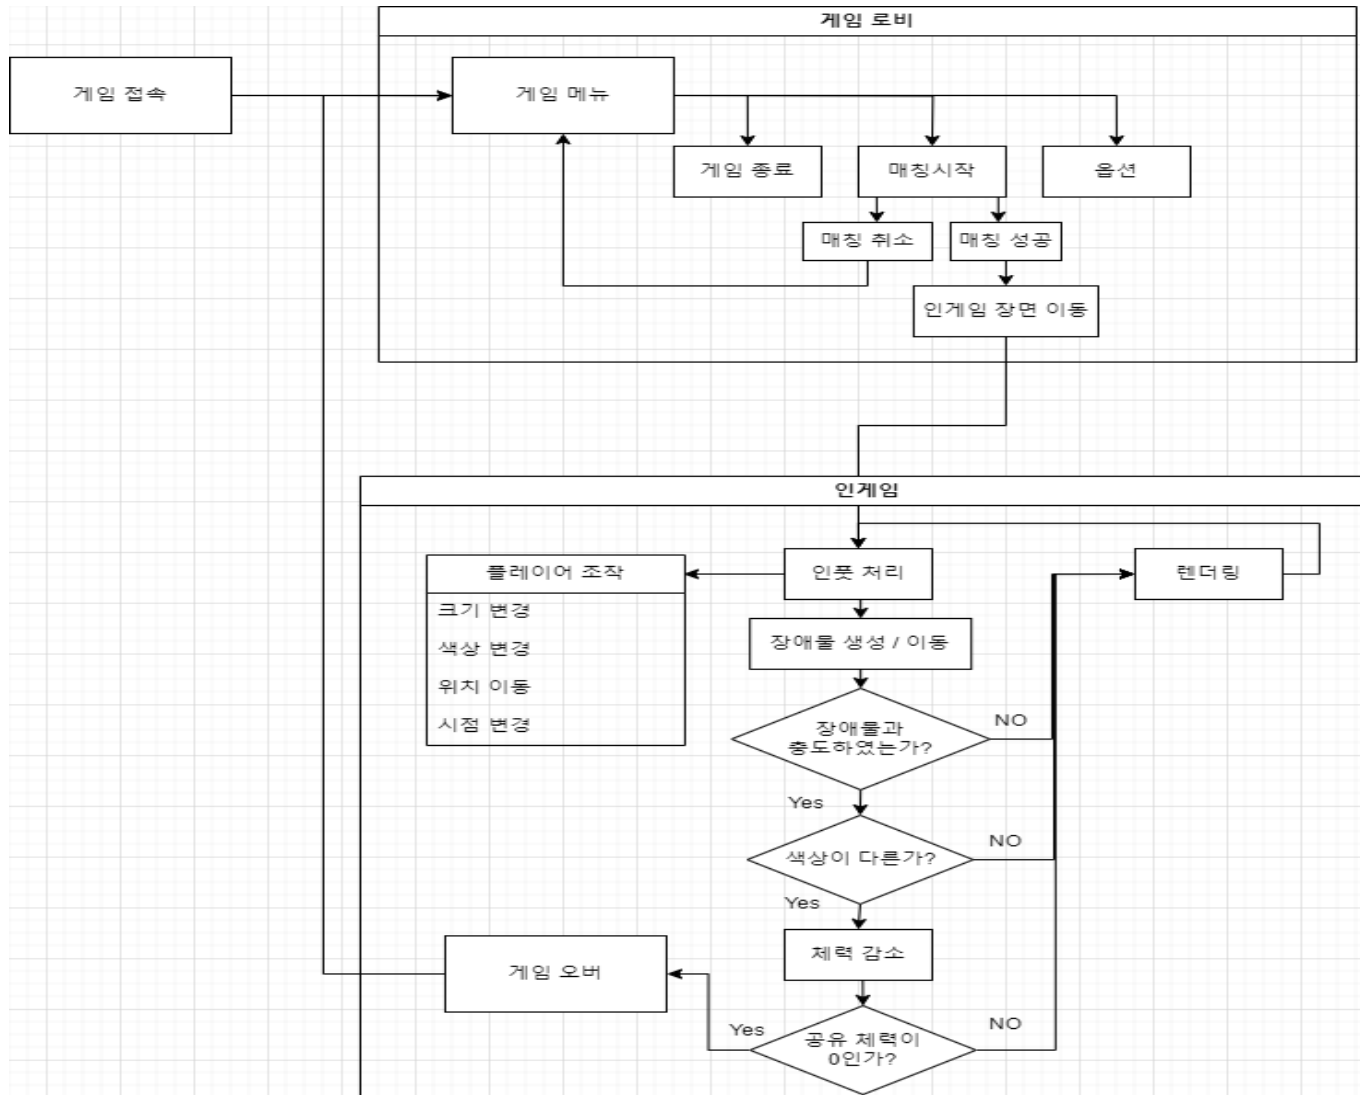 게임 로비
게임 접속
게임 메뉴
게임 종료
매칭시작
옵션
매칭 취소
매칭 성공
인게임 장면 이동
인게임
플레이어 조작
크기 변경
색상 변경
위치 이동
시점 변경
인풋 처리
렌더링
장애물 생성 / 이동
장애물과
충도하였는가?
NO
Yes
색상이 다른가?
NO
Yes
체력 감소
게임 오버
공유 체력이
0인가?
Yes
NO